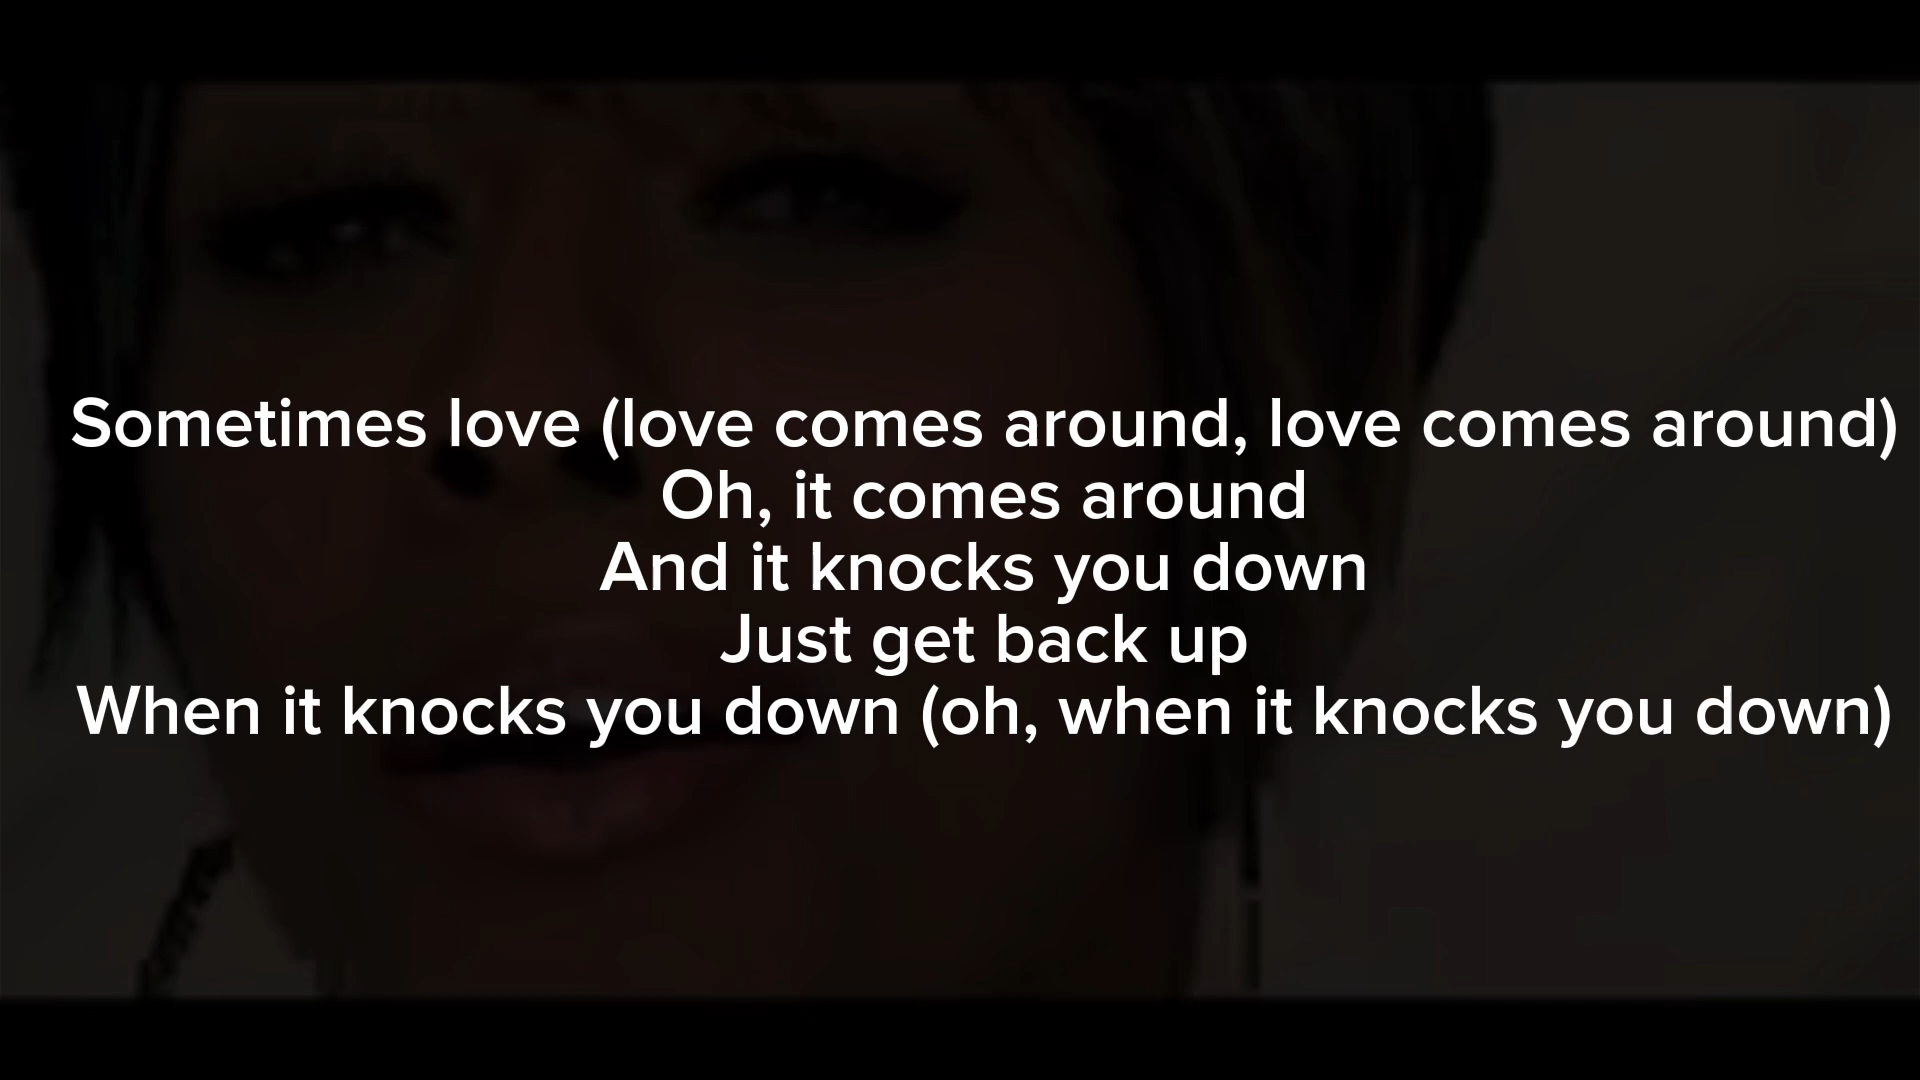 Sometimes love (love comes around, love comes around)
Oh, it comes around
And it knocks you down
Just get back up
When it knocks you down (oh, when it knocks you down)